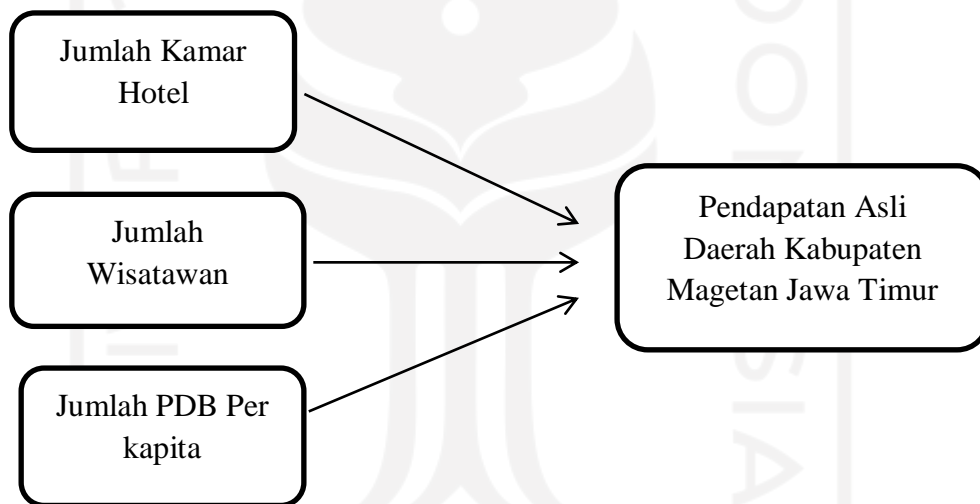 Jumlah Kamar
Hotel
Jumlah
Wisatawan
Jumlah PDB Per
kapita
Pendapatan Asli
Daerah Kabupaten
Magetan Jawa Timur